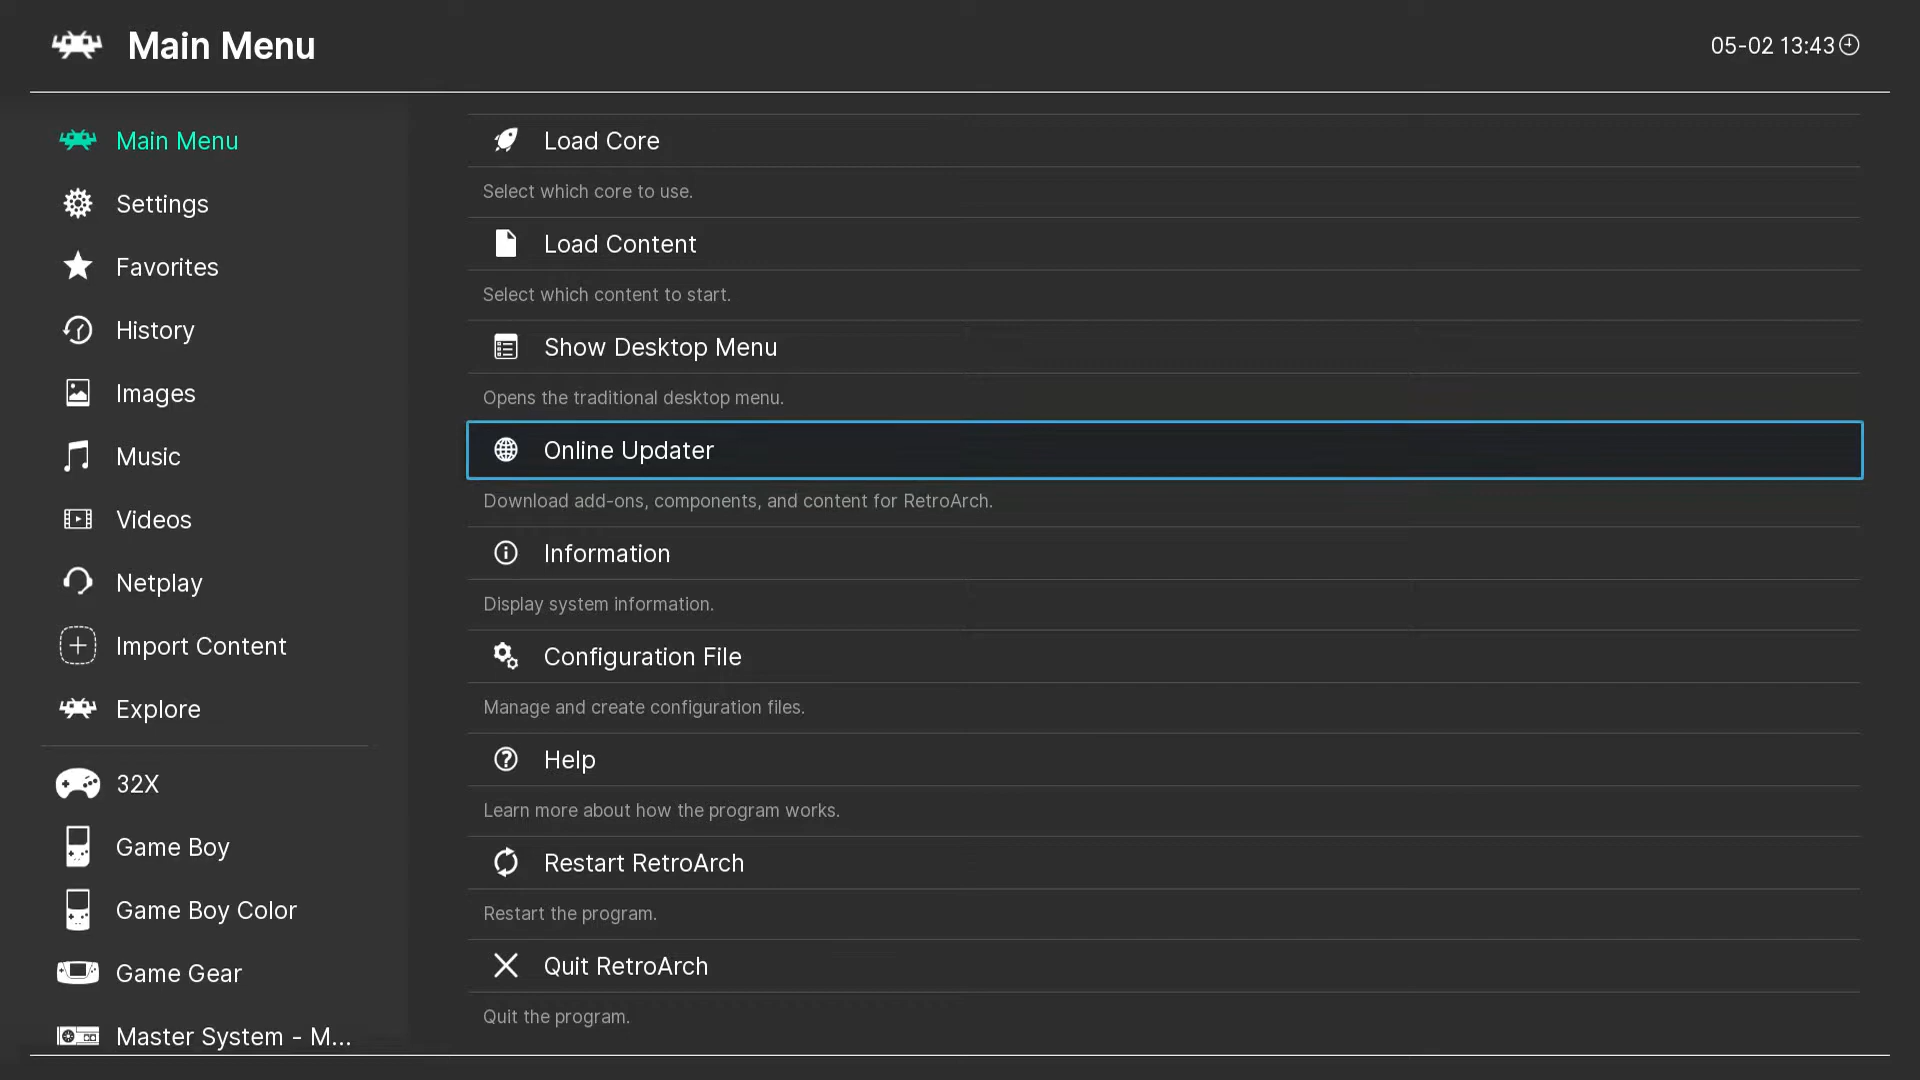 Main Menu
05-02 13:43
Main Menu
Settings
Favorites
History
Images
Music
Videos
Netplay
Import Content
Explore
32X
Game Boy
Game Boy Color
Game Gear
Master System - M...
Load Core
Select which core to use.
Load Content
Select which content to start.
Show Desktop Menu
Opens the traditional desktop menu.
Online Updater
Download add-ons, components, and content for RetroArch.
Information
Display system information.
Configuration File
Manage and create configuration files.
Help
Learn more about how the program works.
Restart RetroArch
Restart the program.
Quit RetroArch
Quit the program.